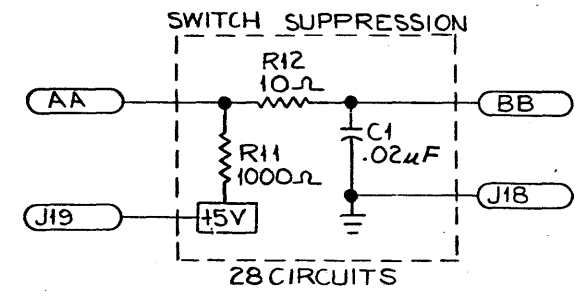 SWITCH SUPPRESSION
R12
10Ω
AA
BB
C1
.02uF
R11
1000Ω
J19
+5V
J18
28 CIRCUITS